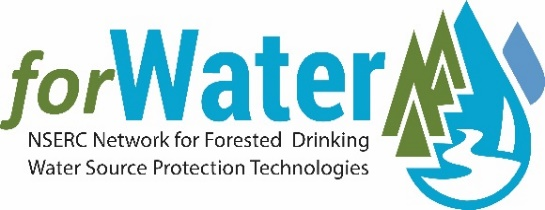 forWater
NSERC Network for Forested Drinking
Water Source Protection Technologies